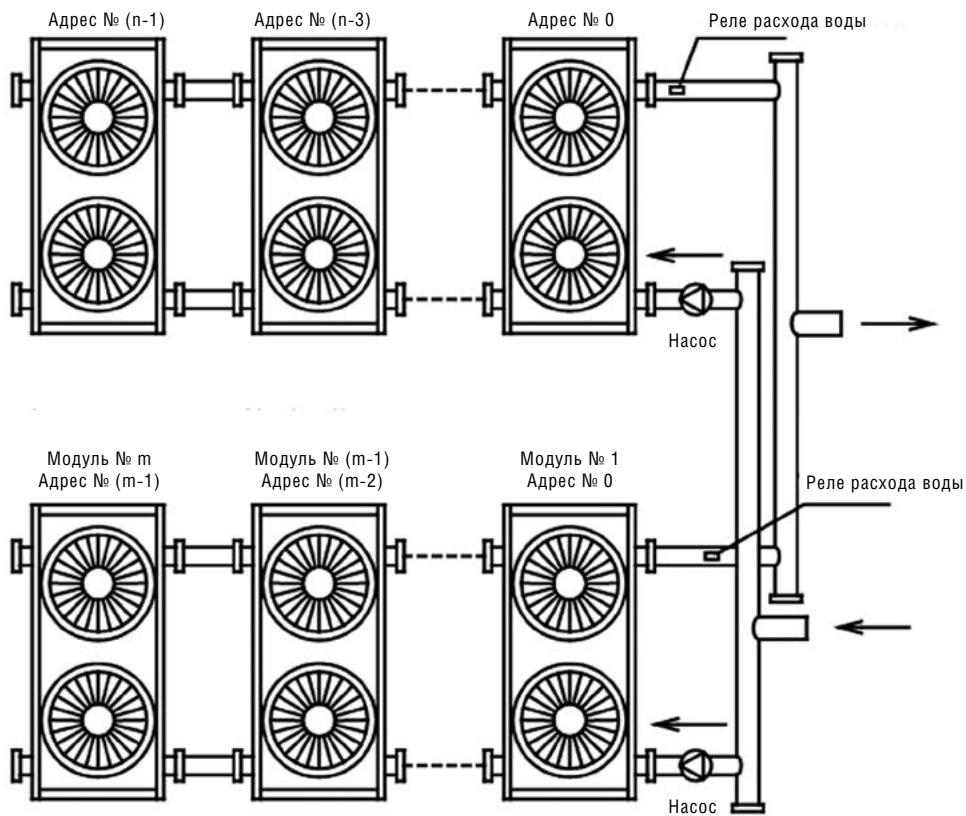 Адрес № (n-1)
Адрес № (n-3)
Адрес № 0
Реле расхода воды
Насос
Модуль № m
Адрес № (m-1)
Модуль № (m-1)
Адрес № (m-2)
Модуль № 1
Адрес № 0
Реле расхода воды
Насос